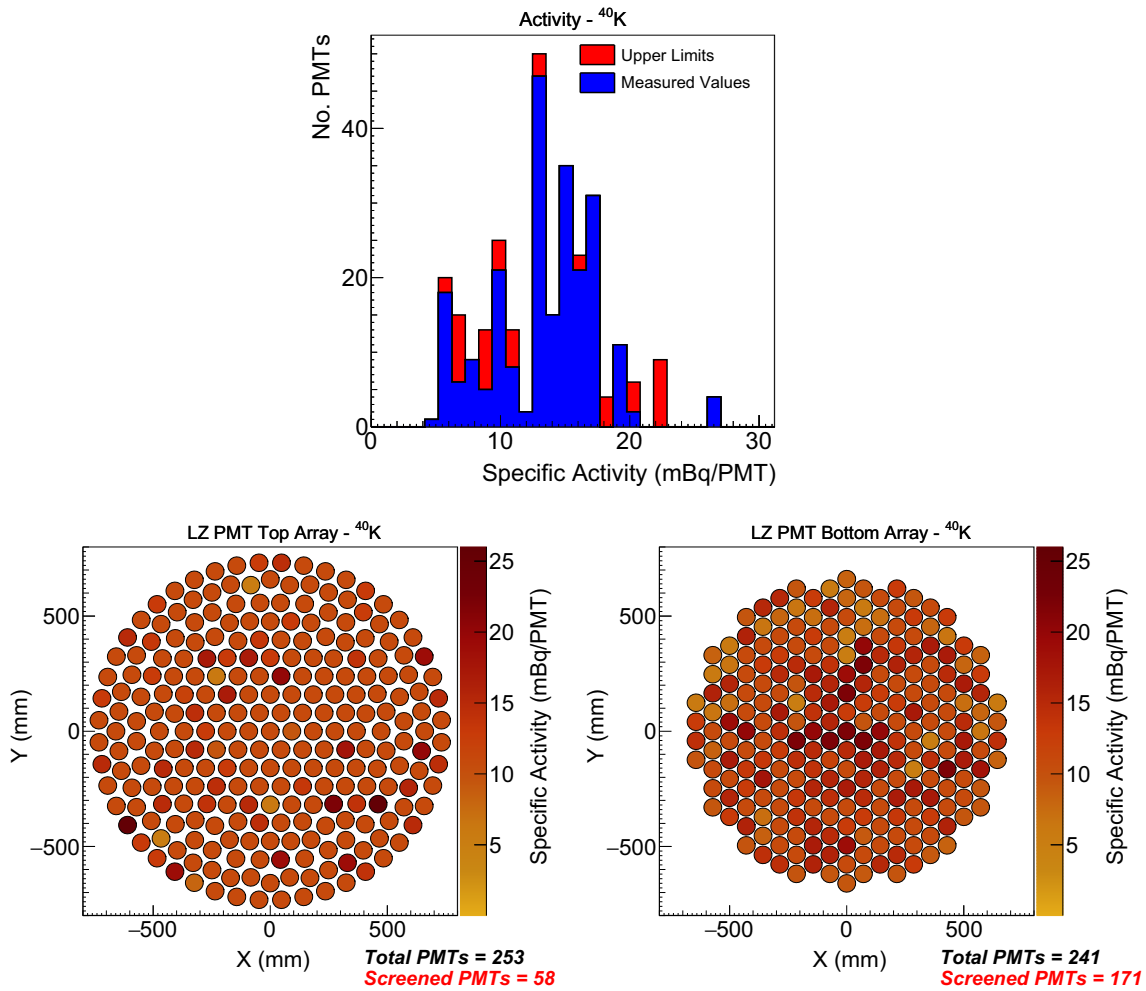 Activity - ⁴⁰K
No. PMTs
Upper Limits
Measured Values
40
20
0
0 10 20 30
Specific Activity (mBq/PMT)
LZ PMT Top Array - ⁴⁰K
Y (mm)
500
0
−500
−500 0 500
X (mm)
25
20
15
10
5
Specific Activity (mBq/PMT)
Total PMTs = 253
Screened PMTs = 58
LZ PMT Bottom Array - ⁴⁰K
Y (mm)
500
0
−500
−500 0 500
X (mm)
25
20
15
10
5
Specific Activity (mBq/PMT)
Total PMTs = 241
Screened PMTs = 171